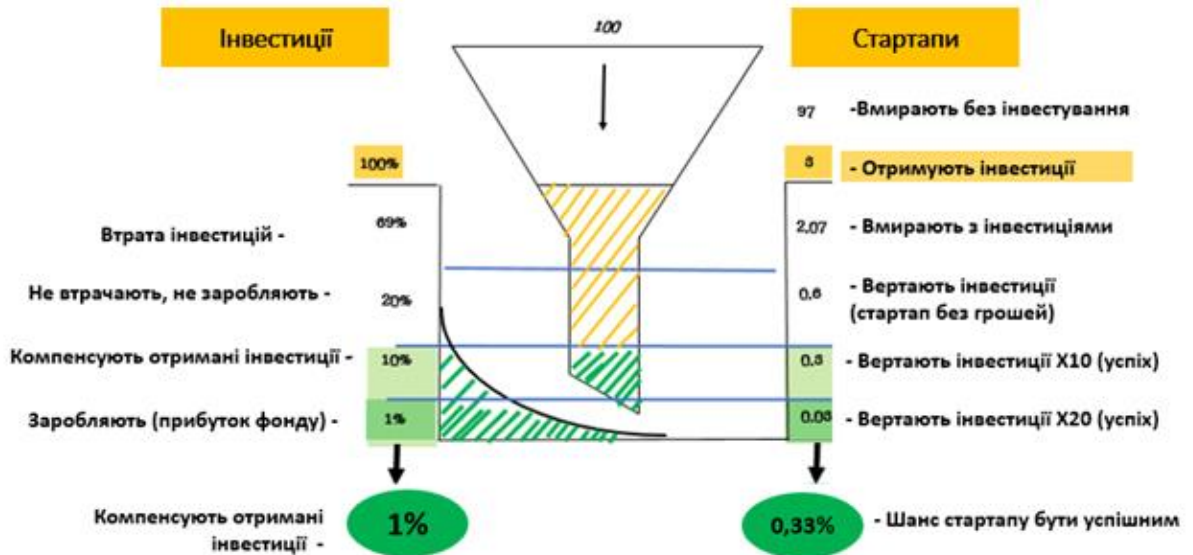 Інвестиції
100
Стартапи
97 -Вмирають без інвестування
100%
3 - Отримують інвестиції
Втрата інвестицій - 69%
2.07 - Вмирають з інвестиціями
Не втрачають, не заробляють - 20%
0.6 - Вертають інвестиції
(стартап без грошей)
Компенсують отримані інвестиції - 10%
0.3 - Вертають інвестиції X10 (успіх)
Заробляють (прибуток фонду) - 1%
0.03 - Вертають інвестиції X20 (успіх)
Компенсують отримані
інвестиції -
1%
0,33%
- Шанс стартапу бути успішним